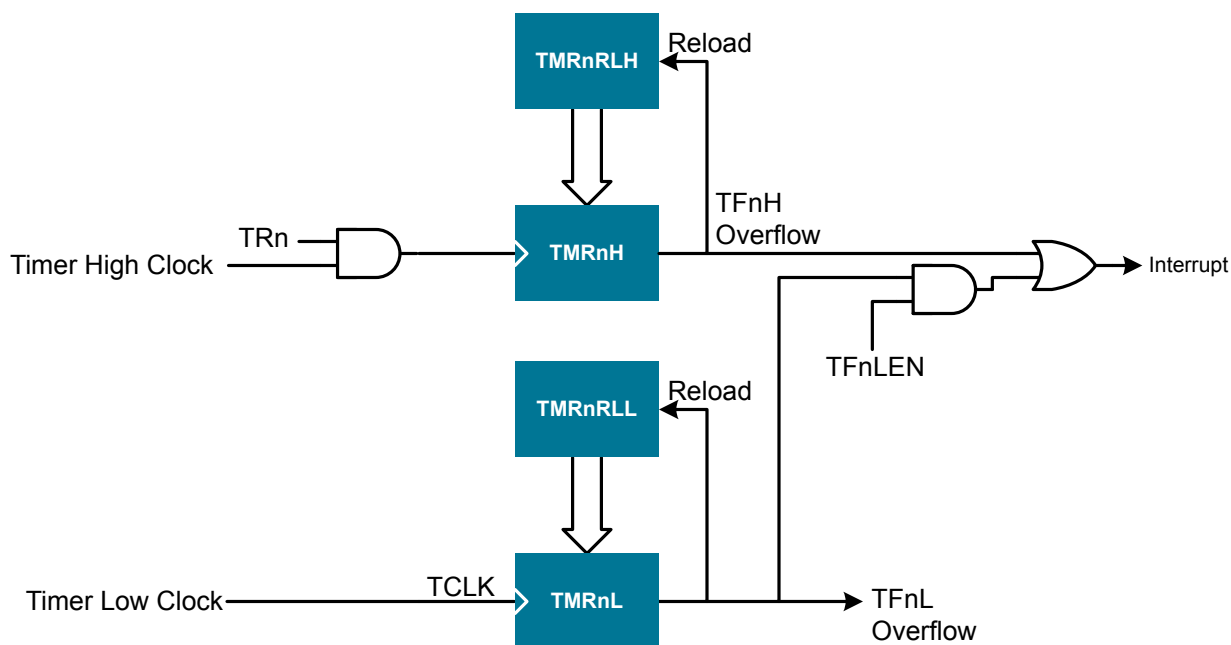 TMRnRLH
Reload
TRn
Timer High Clock
TMRnH
TFnH
Overflow
Interrupt
TFnLEN
TMRnRLL
Reload
Timer Low Clock
TCLK
TMRnL
TFnL
Overflow